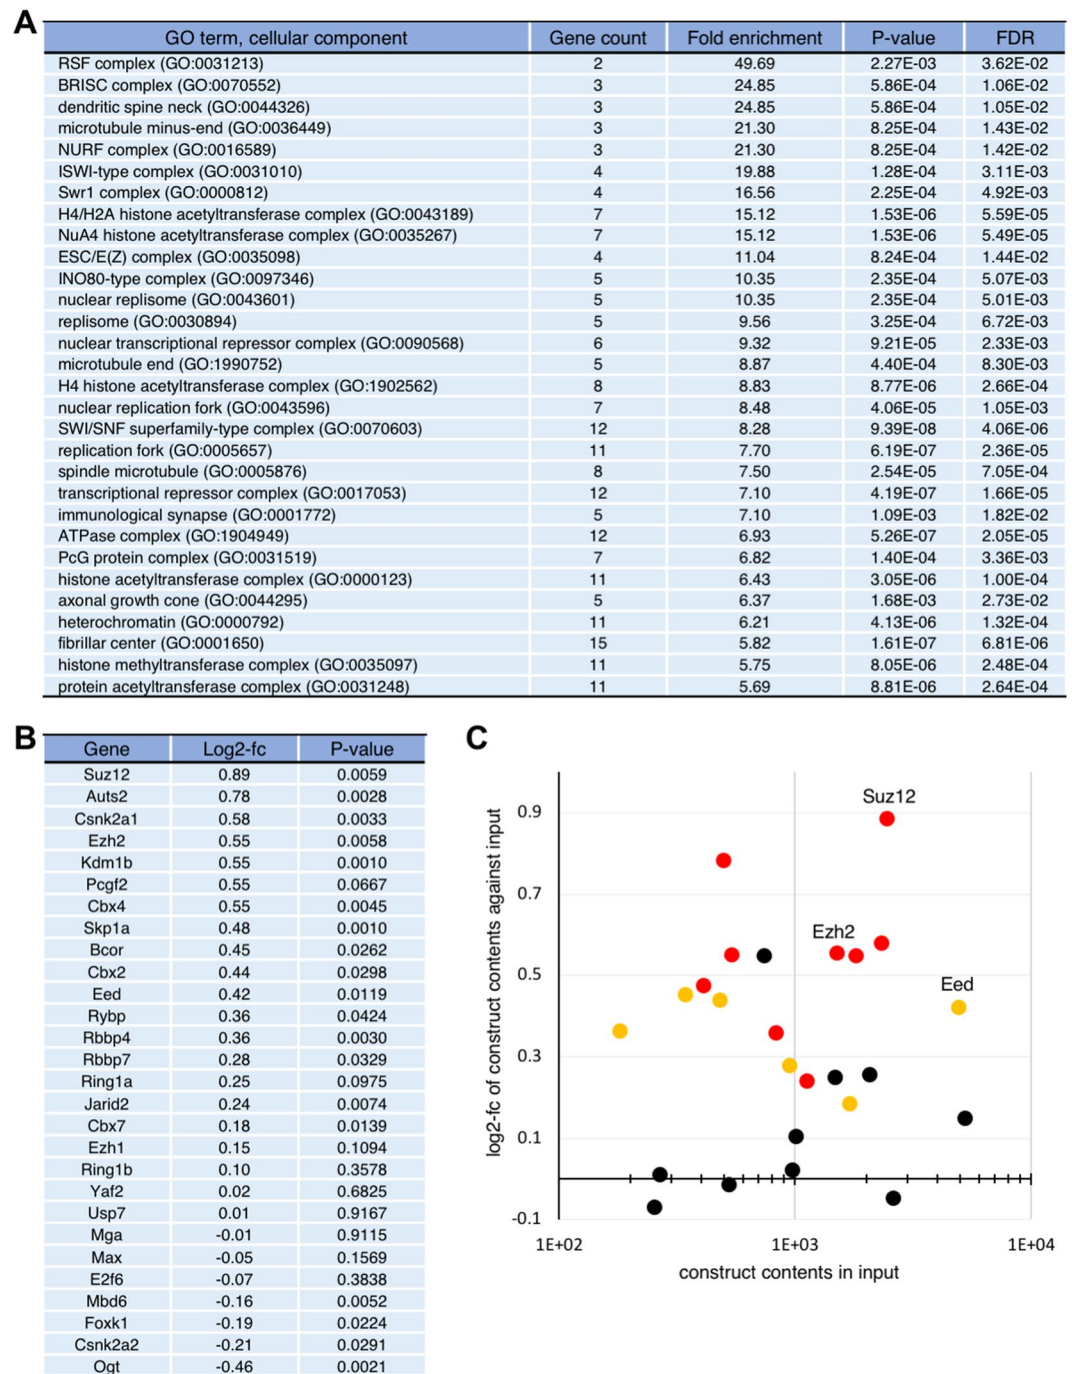 A
GO term, cellular component Gene count Fold enrichment P-value FDR
RSF complex (GO:0031213) 2 49.69 2.27E-03 3.62E-02
BRISC complex (GO:0070552) 3 24.85 5.86E-04 1.06E-02
dendritic spine neck (GO:0044326) 3 24.85 5.86E-04 1.05E-02
microtubule minus-end (GO:0036449) 3 21.30 8.25E-04 1.43E-02
NURF complex (GO:0016589) 3 21.30 8.25E-04 1.42E-02
ISWI-type complex (GO:0031010) 4 19.88 1.28E-04 3.11E-03
Swr1 complex (GO:0000812) 4 16.56 2.25E-04 4.92E-03
H4/H2A histone acetyltransferase complex (GO:0043189) 7 15.12 1.53E-06 5.59E-05
NuA4 histone acetyltransferase complex (GO:0035267) 7 15.12 1.53E-06 5.49E-05
ESC/E(Z) complex (GO:0035098) 4 11.04 8.24E-04 1.44E-02
INO80-type complex (GO:0097346) 5 10.35 2.35E-04 5.07E-03
nuclear replisome (GO:0043601) 5 10.35 2.35E-04 5.01E-03
replisome (GO:0030894) 5 9.56 3.25E-04 6.72E-03
nuclear transcriptional repressor complex (GO:0090568) 6 9.32 9.21E-05 2.33E-03
microtubule end (GO:1990752) 5 8.87 4.40E-04 8.30E-03
H4 histone acetyltransferase complex (GO:1902562) 8 8.83 8.77E-06 2.66E-04
nuclear replication fork (GO:0043596) 7 8.48 4.06E-05 1.05E-03
SWI/SNF superfamily-type complex (GO:0070603) 12 8.28 9.39E-08 4.06E-06
replication fork (GO:0005657) 11 7.70 6.19E-07 2.36E-05
spindle microtubule (GO:0005876) 8 7.50 2.54E-05 7.05E-04
transcriptional repressor complex (GO:0017053) 12 7.10 4.19E-07 1.66E-05
immunological synapse (GO:0001772) 5 7.10 1.09E-03 1.82E-02
ATPase complex (GO:1904949) 12 6.93 5.26E-07 2.05E-05
PcG protein complex (GO:0031519) 7 6.82 1.40E-04 3.36E-03
histone acetyltransferase complex (GO:0000123) 11 6.43 3.05E-06 1.00E-04
axonal growth cone (GO:0044295) 5 6.37 1.68E-03 2.73E-02
heterochromatin (GO:0000792) 11 6.21 4.13E-06 1.32E-04
fibrillar center (GO:0001650) 15 5.82 1.61E-07 6.81E-06
histone methyltransferase complex (GO:0035097) 11 5.75 8.05E-06 2.48E-04
protein acetyltransferase complex (GO:0031248) 11 5.69 8.81E-06 2.64E-04
B
Gene Log2-fc P-value
Suz12 0.89 0.0059
Auts2 0.78 0.0028
Csnk2a1 0.58 0.0033
Ezh2 0.55 0.0058
Kdm1b 0.55 0.0010
Pcgf2 0.55 0.0667
Cbx4 0.55 0.0045
Skp1a 0.48 0.0010
Bcor 0.45 0.0262
Cbx2 0.44 0.0298
Eed 0.42 0.0119
Rybp 0.36 0.0424
Rbbp4 0.36 0.0030
Rbbp7 0.28 0.0329
Ring1a 0.25 0.0975
Jarid2 0.24 0.0074
Cbx7 0.18 0.0139
Ezh1 0.15 0.1094
Ring1b 0.10 0.3578
Yaf2 0.02 0.6825
Usp7 0.01 0.9167
Mga -0.01 0.9115
Max -0.05 0.1569
E2f6 -0.07 0.3838
Mbd6 -0.16 0.0052
Foxk1 -0.19 0.0224
Csnk2a2 -0.21 0.0291
Ogt -0.46 0.0021
C
log2-fc of construct contents against input
0.9
0.7
0.5
0.3
0.1
-0.1
Suz12
Ezh2
Eed
1E+02 1E+03 1E+04
construct contents in input